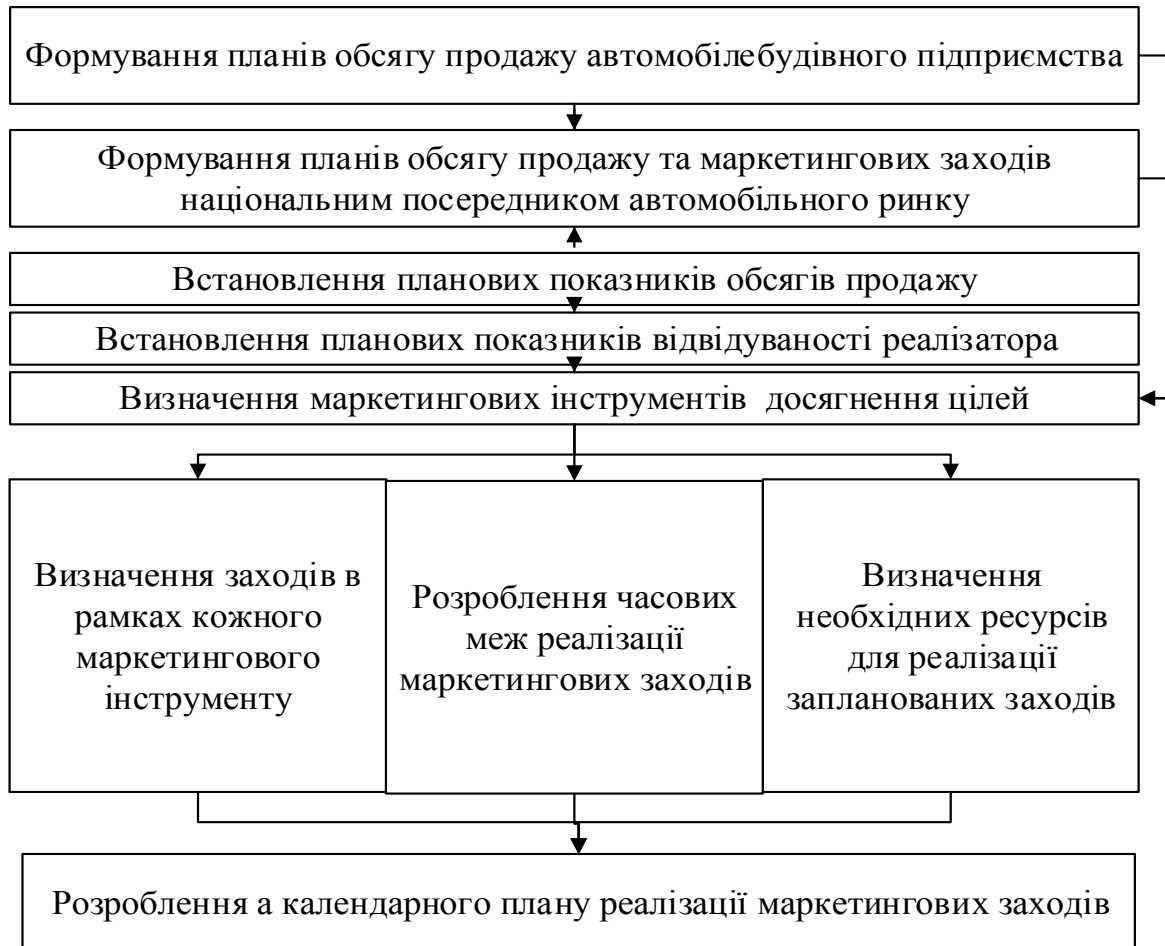 Формування планів обсягу продажу автомобілебудівного підприємства
Формування планів обсягу продажу та маркетингових заходів
національним посередником автомобільного ринку
Встановлення планових показників обсягів продажу
Встановлення планових показників відвідуваності реалізатора
Визначення маркетингових інструментів досягнення цілей
Визначення заходів в
рамках кожного
маркетингового
інструменту
Розроблення часових
меж реалізації
маркетингових заходів
Визначення
необхідних ресурсів
для реалізації
запланованих заходів
Розроблення а календарного плану реалізації маркетингових заходів